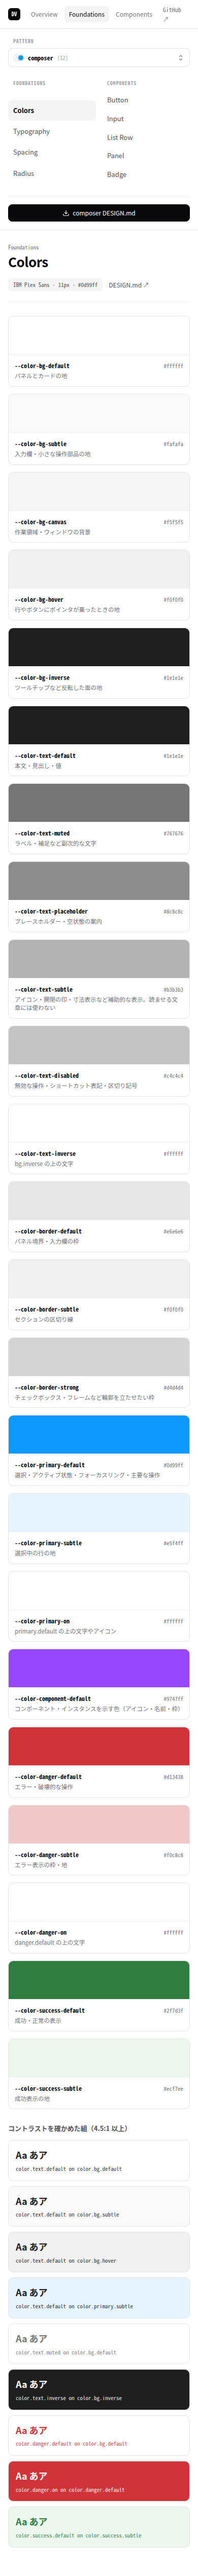 DV
Overview
Foundations
Components
GitHub ↗
PATTERN
composer (12)
FOUNDATIONS
COMPONENTS
Colors
Button
Typography
Input
Spacing
List Row
Radius
Panel
Badge
composer DESIGN.md
Foundations
Colors
IBM Plex Sans · 11px · #0d99ff
DESIGN.md ↗
--color-bg-default #ffffff
パネルとカードの地
--color-bg-subtle #fafafa
入力欄・小さな操作部品の地
--color-bg-canvas #f5f5f5
作業領域・ウィンドウの背景
--color-bg-hover #f0f0f0
行やボタンにポインタが乗ったときの地
--color-bg-inverse #1e1e1e
ツールチップなど反転した面の地
--color-text-default #1e1e1e
本文・見出し・値
--color-text-muted #767676
ラベル・補足など副次的な文字
--color-text-placeholder #8c8c8c
プレースホルダー・空状態の案内
--color-text-subtle #b3b3b3
アイコン・開閉の印・寸法表示など補助的な表示。読ませる文
章には使わない
--color-text-disabled #c4c4c4
無効な操作・ショートカット表記・区切り記号
--color-text-inverse #ffffff
bg.inverse の上の文字
--color-border-default #e6e6e6
パネル境界・入力欄の枠
--color-border-subtle #f0f0f0
セクションの区切り線
--color-border-strong #d4d4d4
チェックボックス・フレームなど輪郭を立たせたい枠
--color-primary-default #0d99ff
選択・アクティブ状態・フォーカスリング・主要な操作
--color-primary-subtle #e5f4ff
選択中の行の地
--color-primary-on #ffffff
primary.default の上の文字やアイコン
--color-component-default #9747ff
コンポーネント・インスタンスを示す色（アイコン・名前・枠）
--color-danger-default #d13438
エラー・破壊的な操作
--color-danger-subtle #f0c8c8
エラー表示の枠・地
--color-danger-on #ffffff
danger.default の上の文字
--color-success-default #2f7d3f
成功・正常の表示
--color-success-subtle #ecf7ee
成功表示の地
コントラストを確かめた組（4.5:1 以上）
Aa あア
color.text.default on color.bg.default
Aa あア
color.text.default on color.bg.subtle
Aa あア
color.text.default on color.bg.hover
Aa あア
color.text.default on color.primary.subtle
Aa あア
color.text.muted on color.bg.default
Aa あア
color.text.inverse on color.bg.inverse
Aa あア
color.danger.default on color.bg.default
Aa あア
color.danger.on on color.danger.default
Aa あア
color.success.default on color.success.subtle